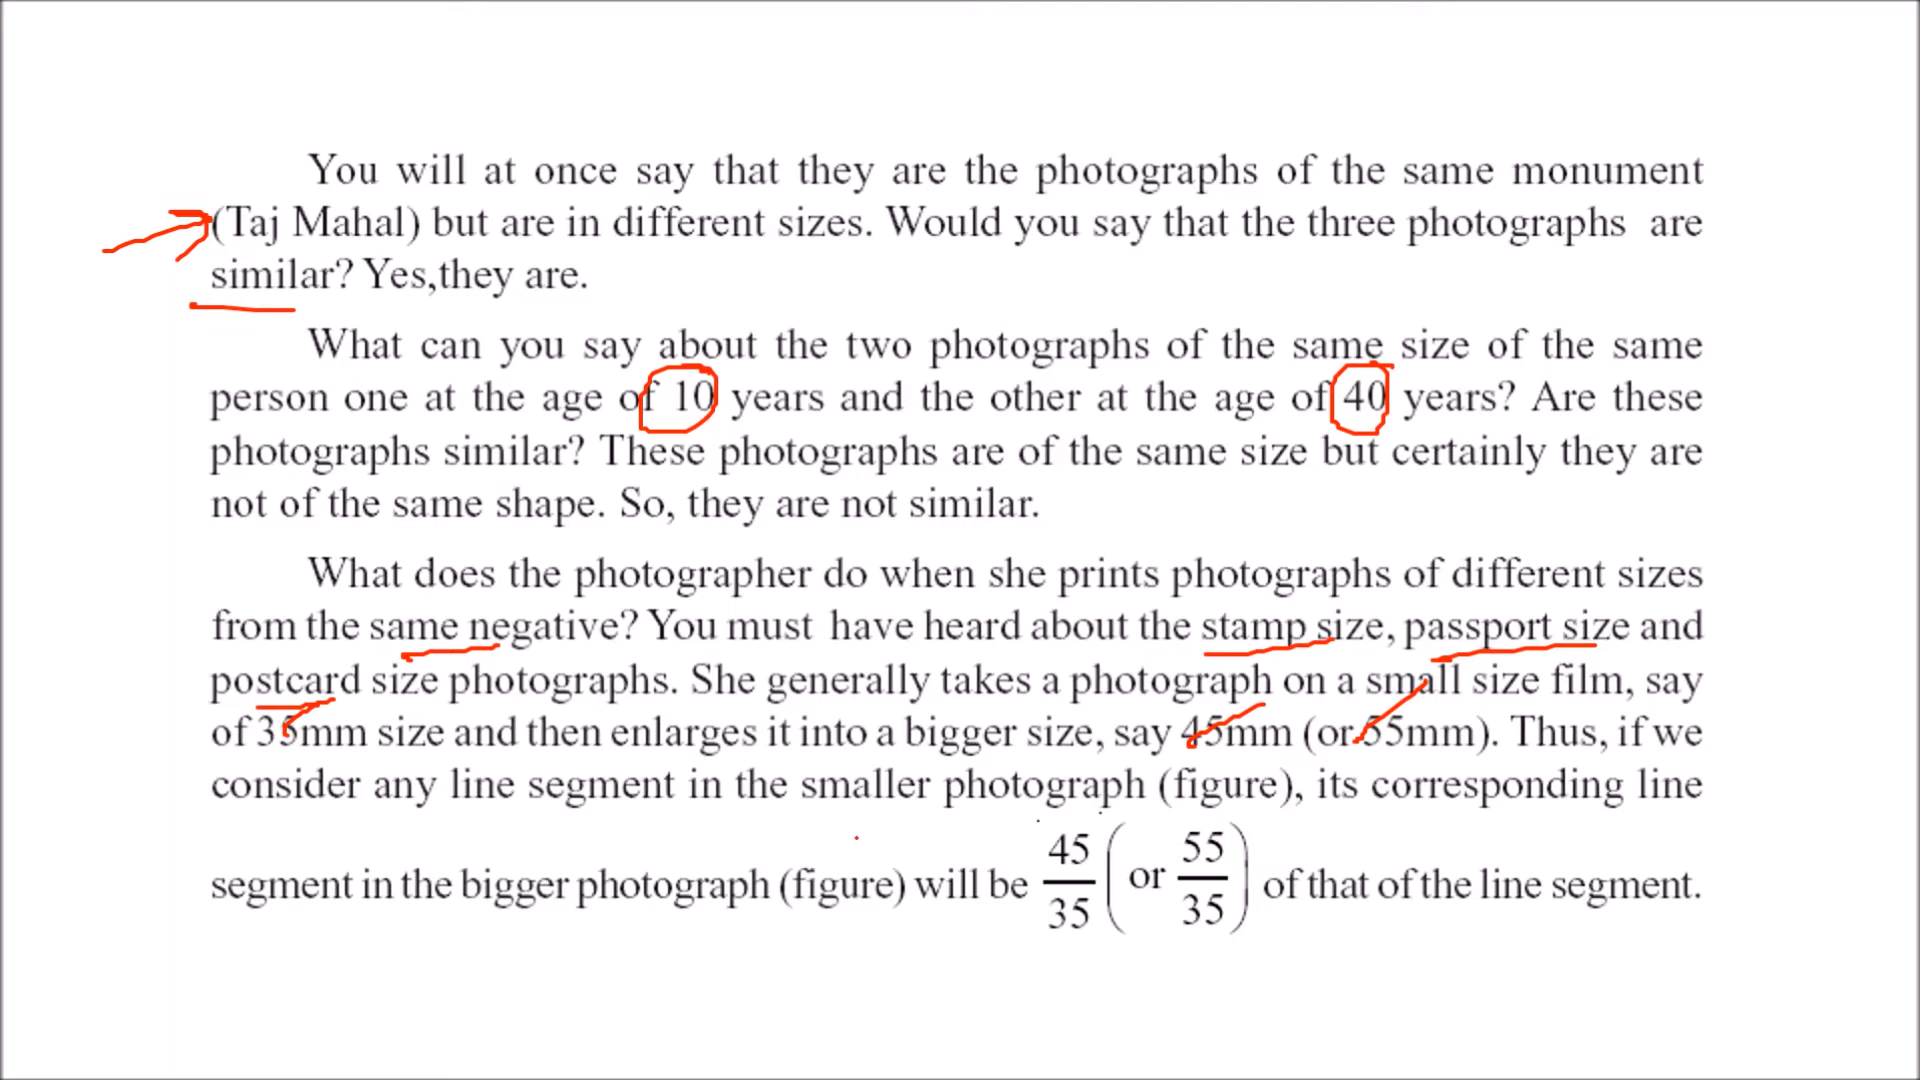 You will at once say that they are the photographs of the same monument
(Taj Mahal) but are in different sizes. Would you say that the three photographs are
similar? Yes,they are.
What can you say about the two photographs of the same size of the same
person one at the age of 10 years and the other at the age of 40 years? Are these
photographs similar? These photographs are of the same size but certainly they are
not of the same shape. So, they are not similar.
What does the photographer do when she prints photographs of different sizes
from the same negative? You must have heard about the stamp size, passport size and
postcard size photographs. She generally takes a photograph on a small size film, say
of 35mm size and then enlarges it into a bigger size, say 45mm (or 55mm). Thus, if we
consider any line segment in the smaller photograph (figure), its corresponding line
segment in the bigger photograph (figure) will be 45/35 (or 55/35) of that of the line segment.